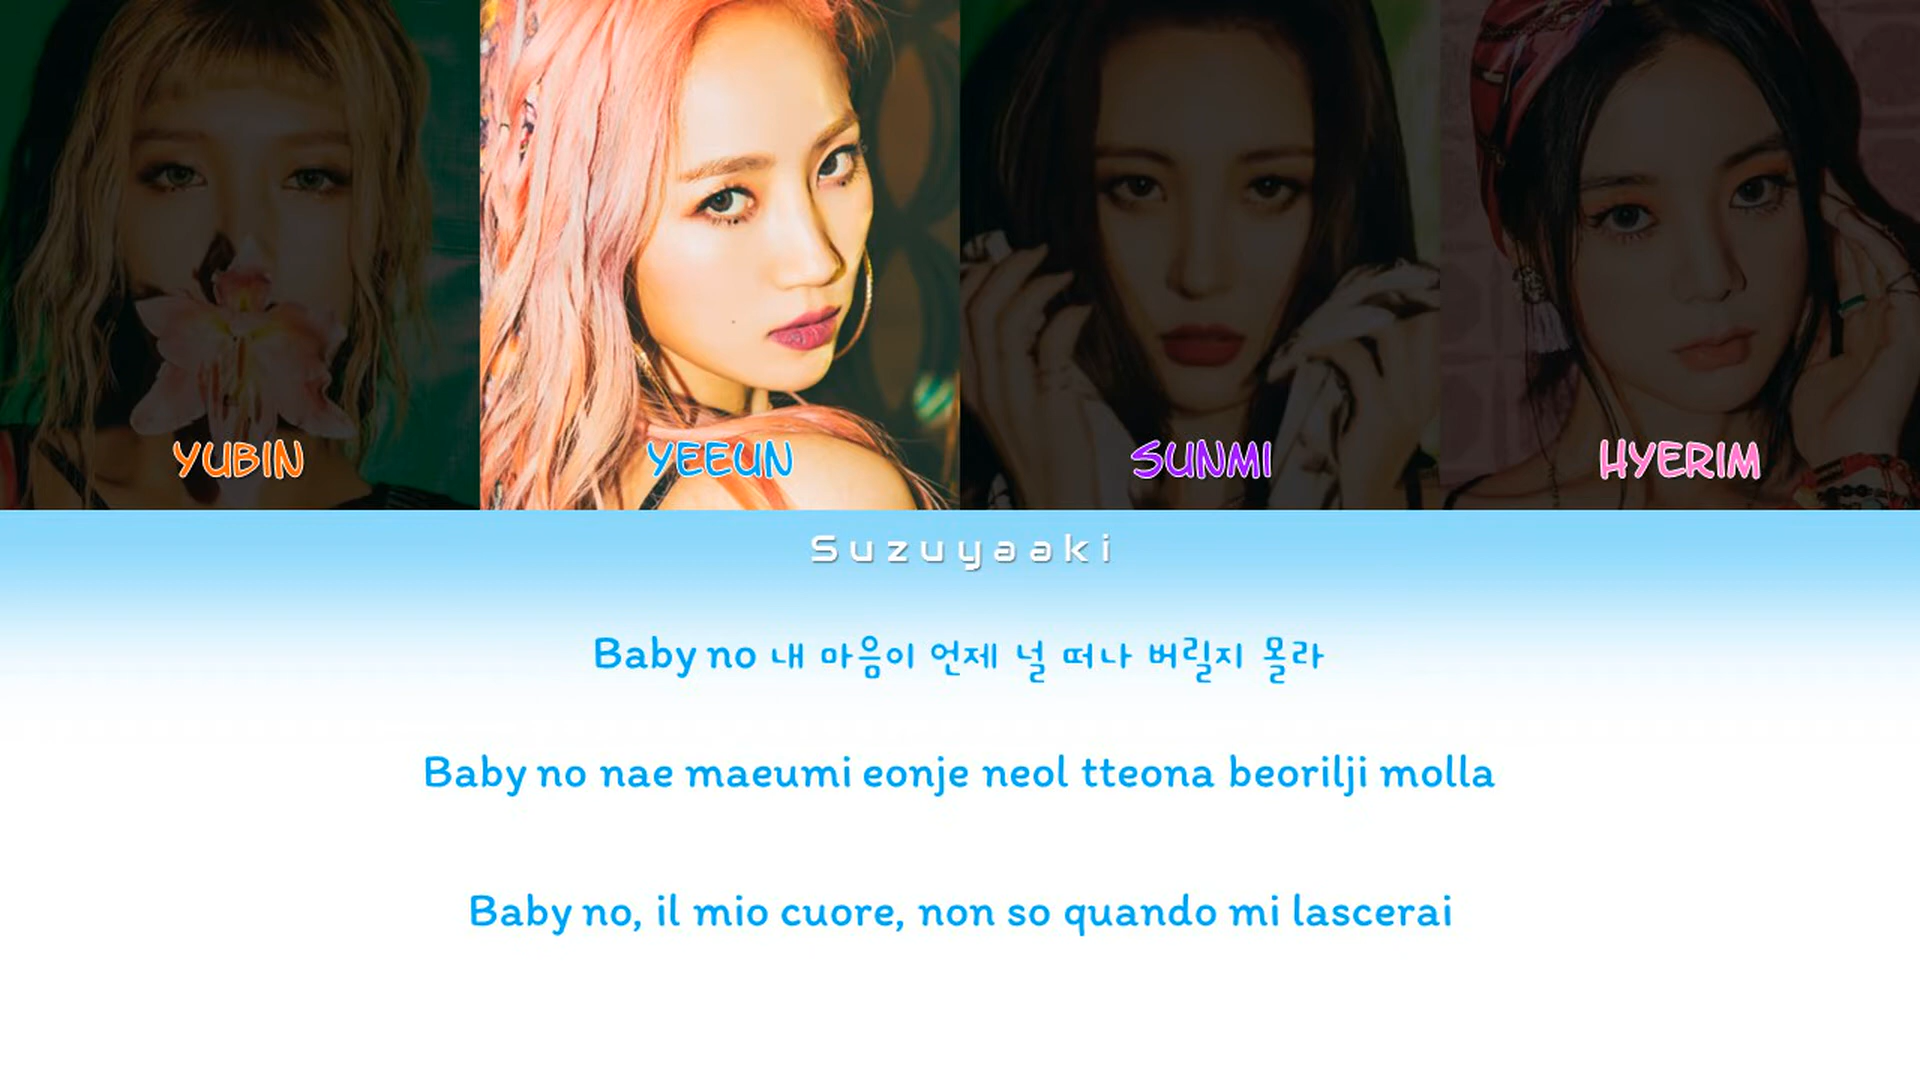 YUBIN YEEUN SUNMI HYERIM
Suzuyaaki
Baby no 내 마음이 언제 널 떠나 버릴지 몰라
Baby no nae maeumi eonje neol tteona beorilji molla
Baby no, il mio cuore, non so quando mi lascerai